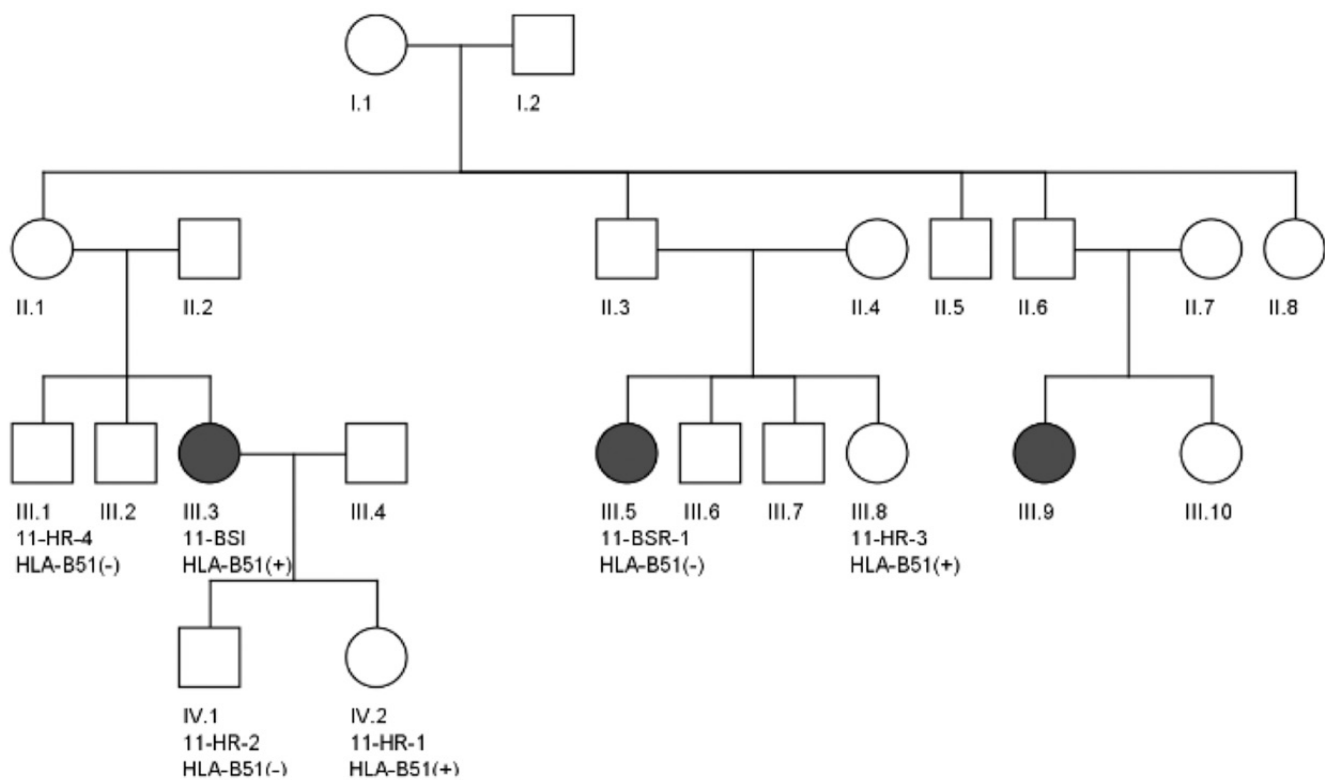 I.1
I.2
II.1
II.2
II.3
II.4
II.5
II.6
II.7
II.8
III.1
11-HR-4
HLA-B51(-)
III.2
III.3
11-BSI
HLA-B51(+)
III.4
III.5
11-BSR-1
HLA-B51(-)
III.6
III.7
III.8
11-HR-3
HLA-B51(+)
III.9
III.10
IV.1
11-HR-2
HLA-B51(-)
IV.2
11-HR-1
HLA-B51(+)